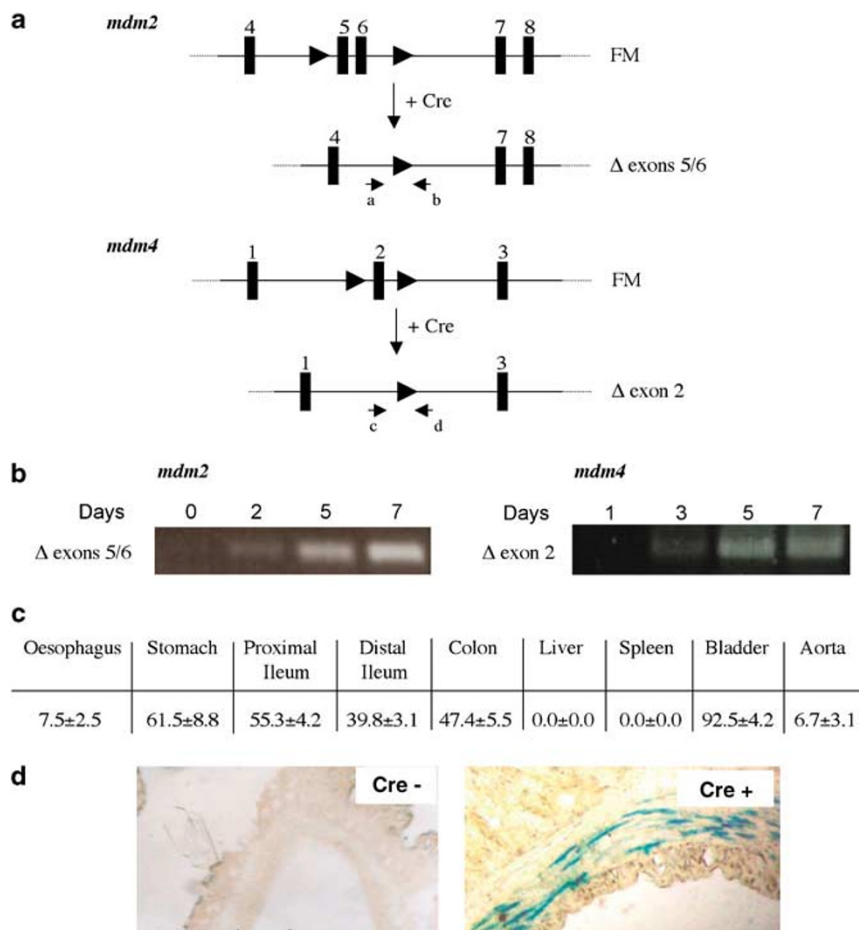 a
mdm2
4 5 6 7 8
FM
+ Cre
4 7 8
Δ exons 5/6
a b
mdm4
1 2 3
FM
+ Cre
1 3
Δ exon 2
c d
b
mdm2 mdm4
Days 0 2 5 7 Days 1 3 5 7
Δ exons 5/6 Δ exon 2
c
Oesophagus Stomach Proximal Distal Colon Liver Spleen Bladder Aorta
Ileum Ileum
7.5±2.5 61.5±8.8 55.3±4.2 39.8±3.1 47.4±5.5 0.0±0.0 0.0±0.0 92.5±4.2 6.7±3.1
d
Cre - Cre +